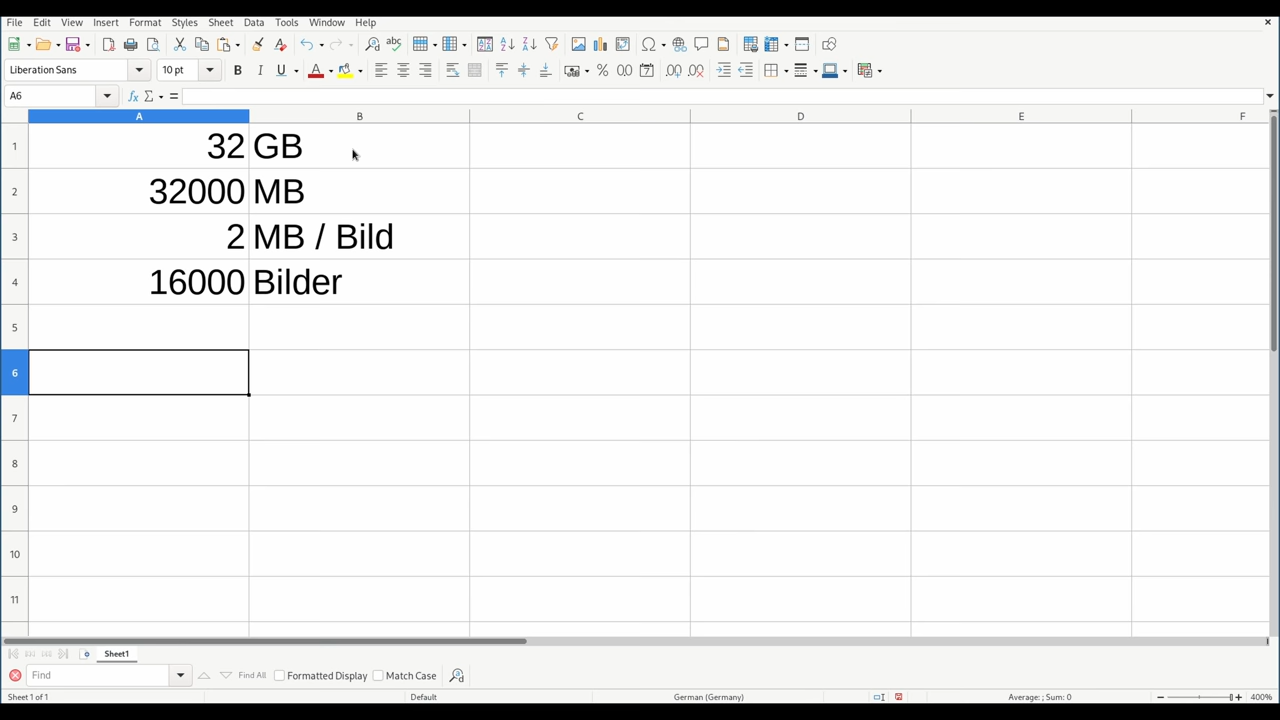 File Edit View Insert Format Styles Sheet Data Tools Window Help
Liberation Sans 10 pt B I U A
A6 fx Σ =
A B C D E F
1 32 GB
2 32000 MB
3 2 MB / Bild
4 16000 Bilder
5
6
7
8
9
10
11
Sheet1
Find Find All Formatted Display Match Case
Sheet 1 of 1 Default German (Germany) Average: ; Sum: 0 400%